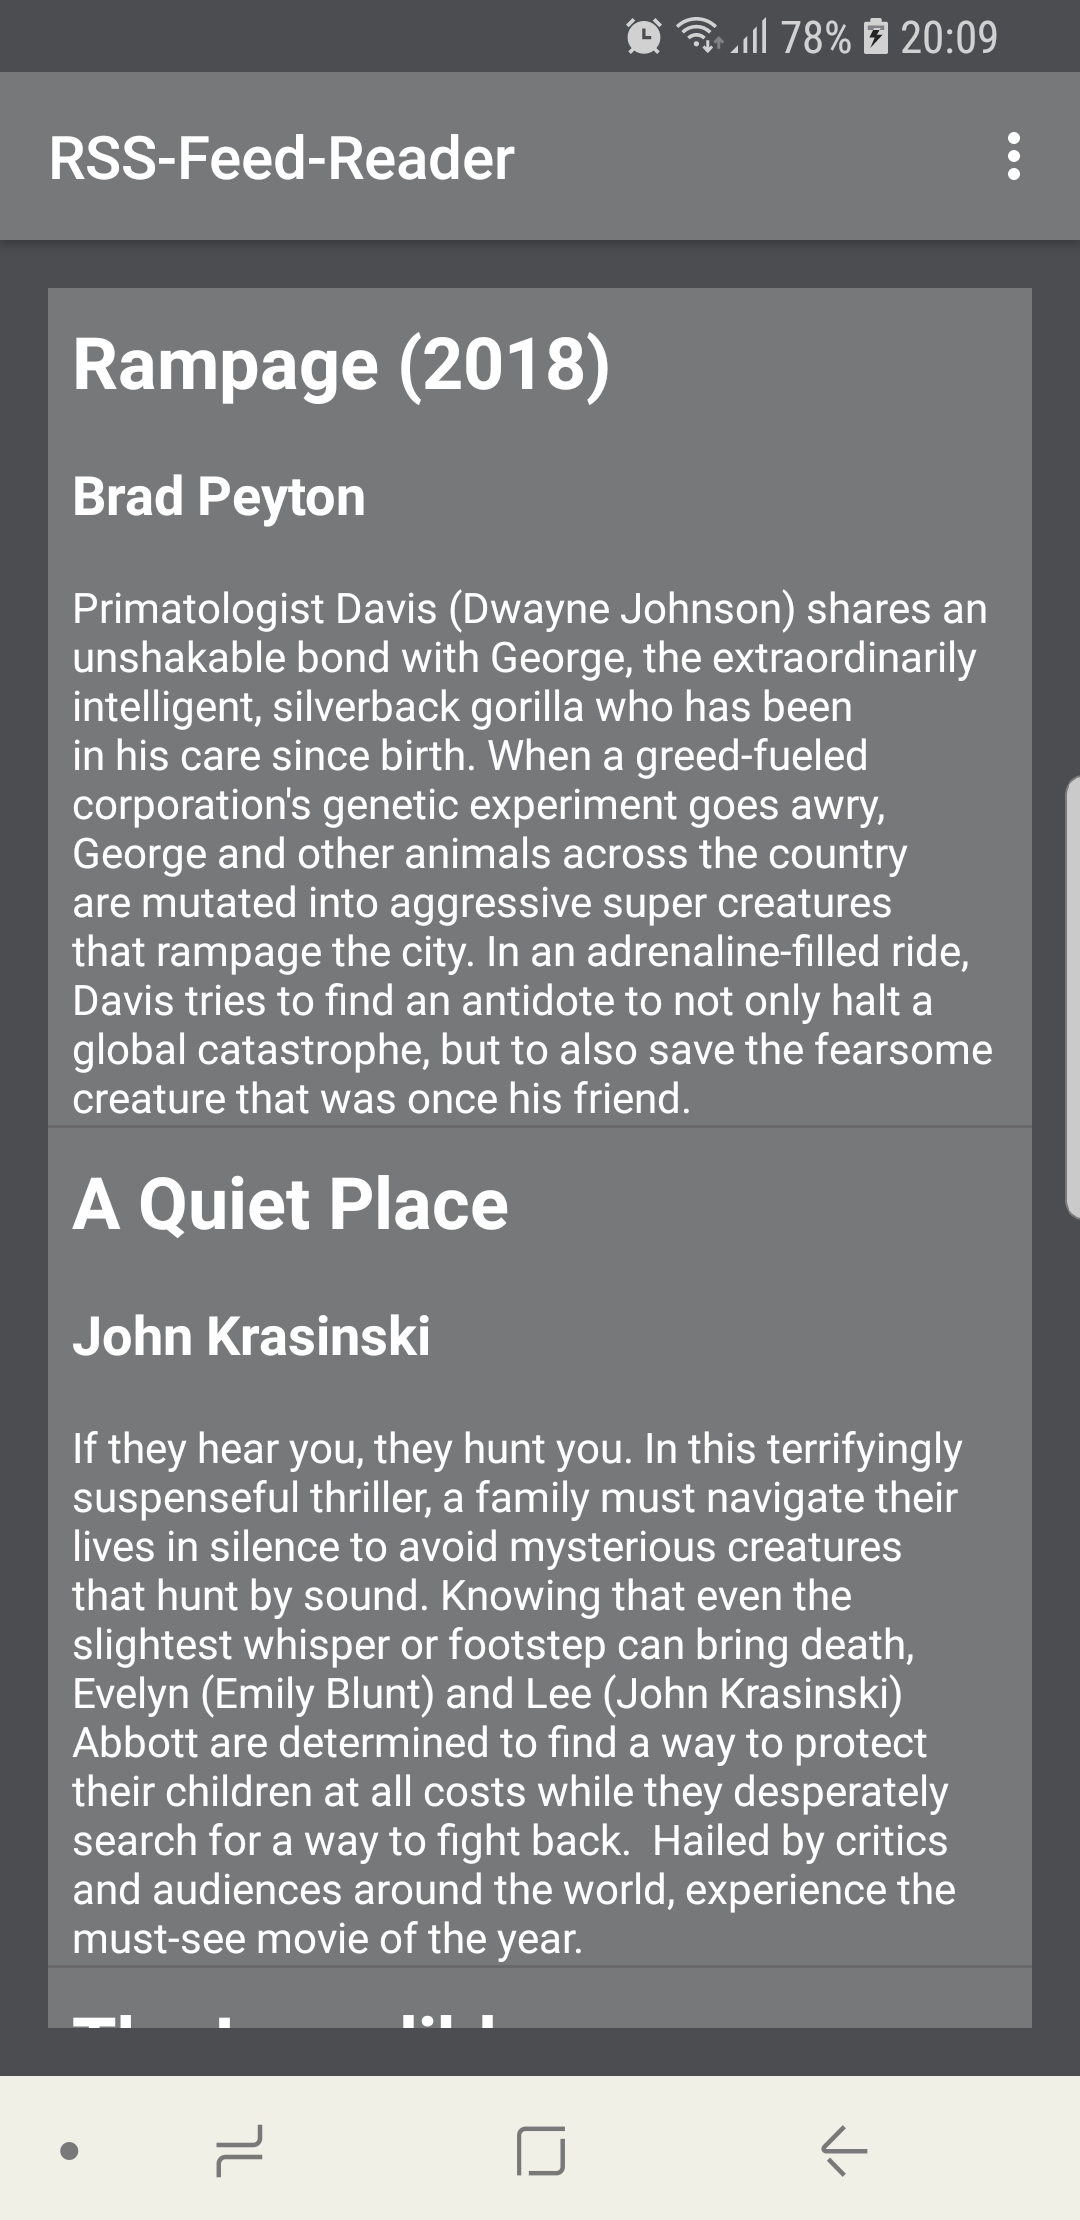 78% 20:09
RSS-Feed-Reader
Rampage (2018)
Brad Peyton
Primatologist Davis (Dwayne Johnson) shares an
unshakable bond with George, the extraordinarily
intelligent, silverback gorilla who has been
in his care since birth. When a greed-fueled
corporation's genetic experiment goes awry,
George and other animals across the country
are mutated into aggressive super creatures
that rampage the city. In an adrenaline-filled ride,
Davis tries to find an antidote to not only halt a
global catastrophe, but to also save the fearsome
creature that was once his friend.
A Quiet Place
John Krasinski
If they hear you, they hunt you. In this terrifyingly
suspenseful thriller, a family must navigate their
lives in silence to avoid mysterious creatures
that hunt by sound. Knowing that even the
slightest whisper or footstep can bring death,
Evelyn (Emily Blunt) and Lee (John Krasinski)
Abbott are determined to find a way to protect
their children at all costs while they desperately
search for a way to fight back.  Hailed by critics
and audiences around the world, experience the
must-see movie of the year.